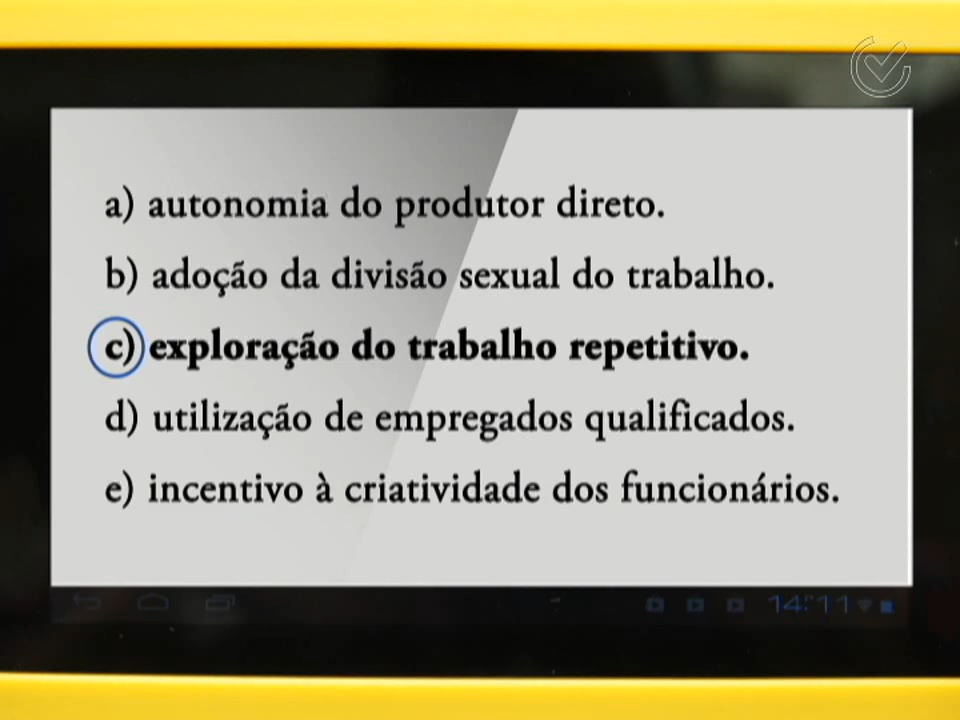 a) autonomia do produtor direto.
b) adoção da divisão sexual do trabalho.
c) exploração do trabalho repetitivo.
d) utilização de empregados qualificados.
e) incentivo à criatividade dos funcionários.
14:11